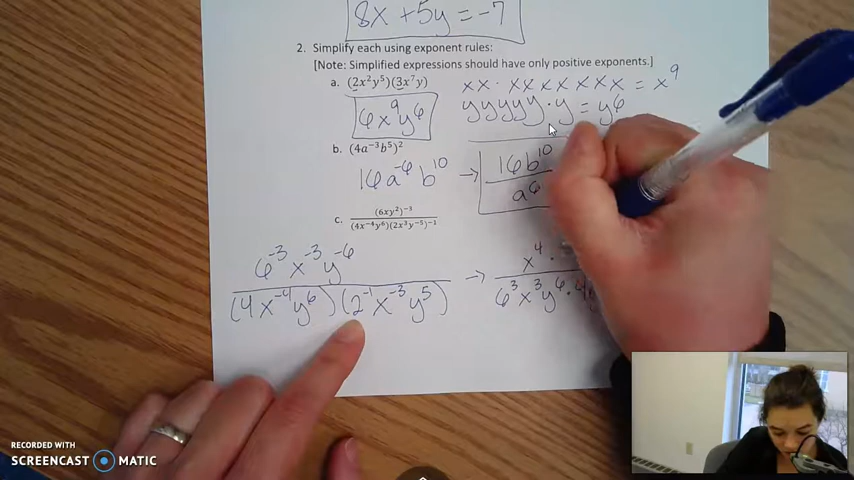 8x + 5y = -7
2. Simplify each using exponent rules:
[Note: Simplified expressions should have only positive exponents.]
a. (2x²y⁵)(3x⁷y) xx · xxxxxxx = x⁹
6x⁹y⁶ yyyyy · y = y⁶
b. (4a⁻³b⁵)²
16a⁻⁶b¹⁰ → 16b¹⁰ / a⁶
c. (6xy²)⁻³ / (4x⁻⁴y⁶)(2x³y⁻⁵)⁻¹
6⁻³x⁻³y⁻⁶ / (4x⁻⁴y⁶)(2⁻¹x⁻³y⁵) → x⁴ · / 6³x³y⁶ · 4
RECORDED WITH
SCREENCAST MATIC